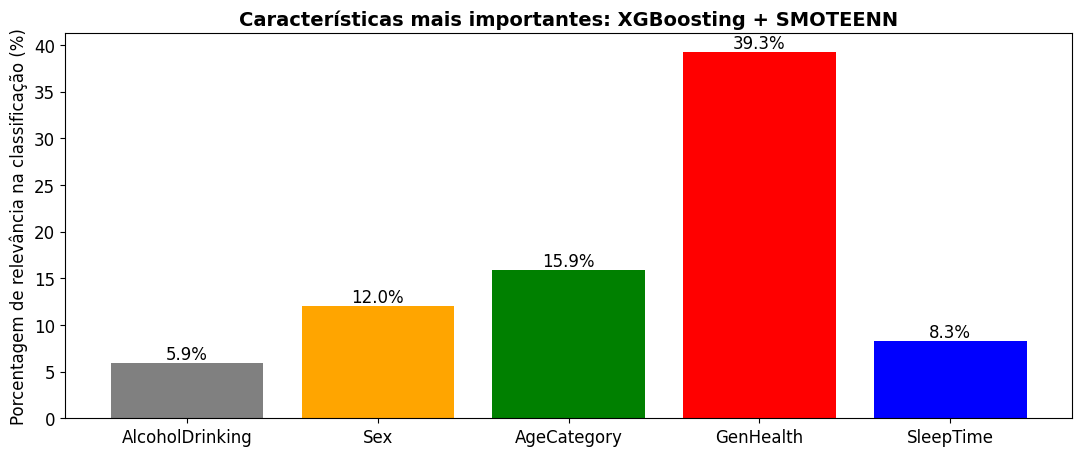 Características mais importantes: XGBoosting + SMOTEENN
Porcentagem de relevância na classificação (%)
40
35
30
25
20
15
10
5
0
5.9%
12.0%
15.9%
39.3%
8.3%
AlcoholDrinking
Sex
AgeCategory
GenHealth
SleepTime